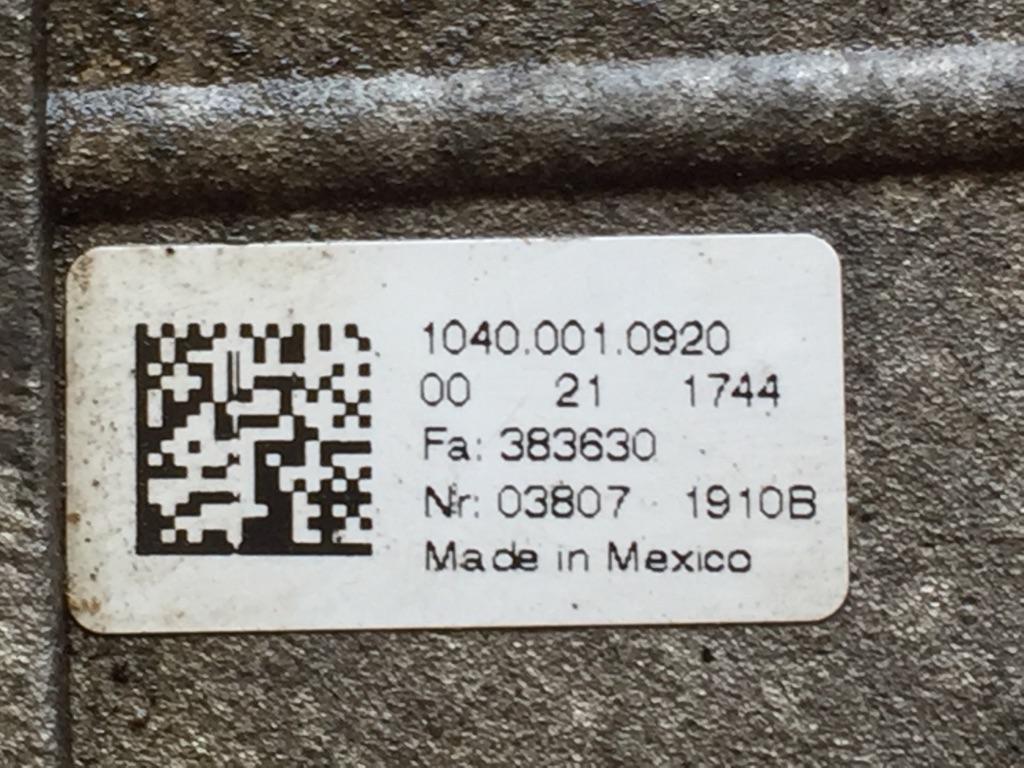 1040.001.0920
00 21 1744
Fa: 383630
Nr: 03807 1910B
Made in Mexico